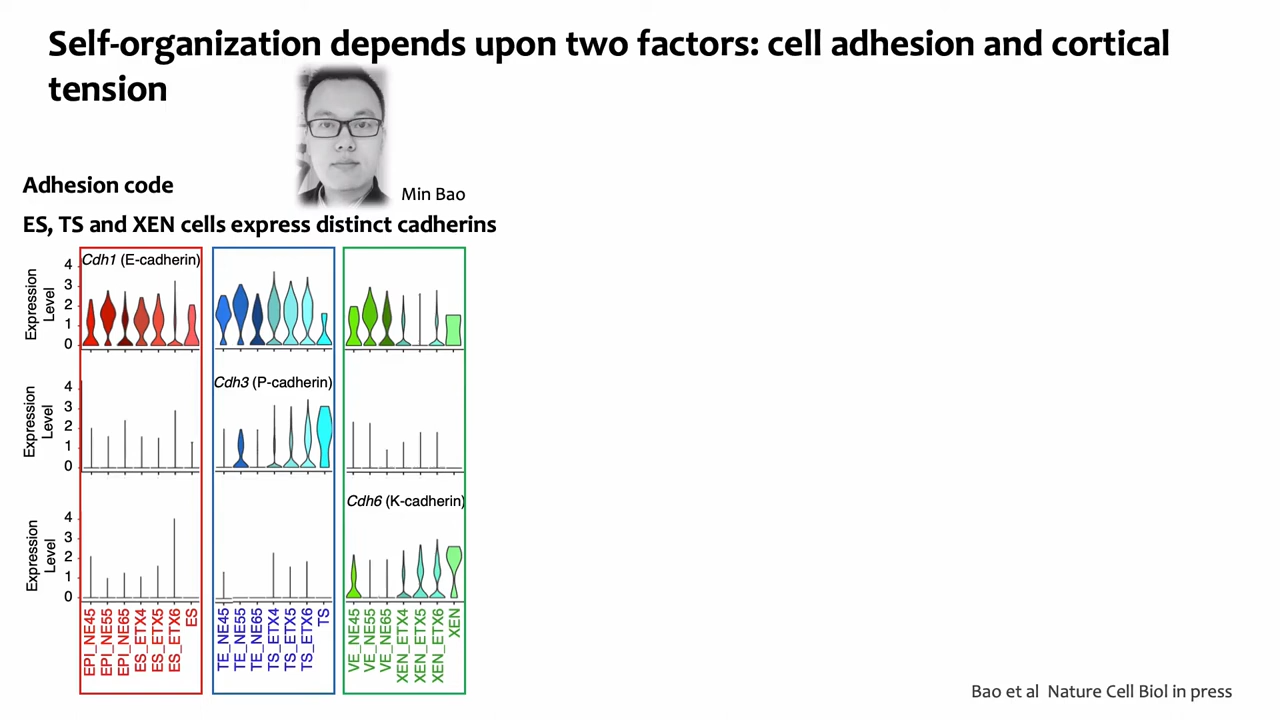 Self-organization depends upon two factors: cell adhesion and cortical
tension
Adhesion code
Min Bao
ES, TS and XEN cells express distinct cadherins
Cdh1 (E-cadherin)
Expression
Level
4
3
2
1
0
Cdh3 (P-cadherin)
Expression
Level
4
3
2
1
0
Cdh6 (K-cadherin)
Expression
Level
4
3
2
1
0
EPI_NE45
EPI_NE55
EPI_NE65
ES_ETX4
ES_ETX5
ES_ETX6
ES
TE_NE45
TE_NE55
TE_NE65
TS_ETX4
TS_ETX5
TS_ETX6
TS
VE_NE45
VE_NE55
VE_NE65
XEN_ETX4
XEN_ETX5
XEN_ETX6
XEN
Bao et al Nature Cell Biol in press